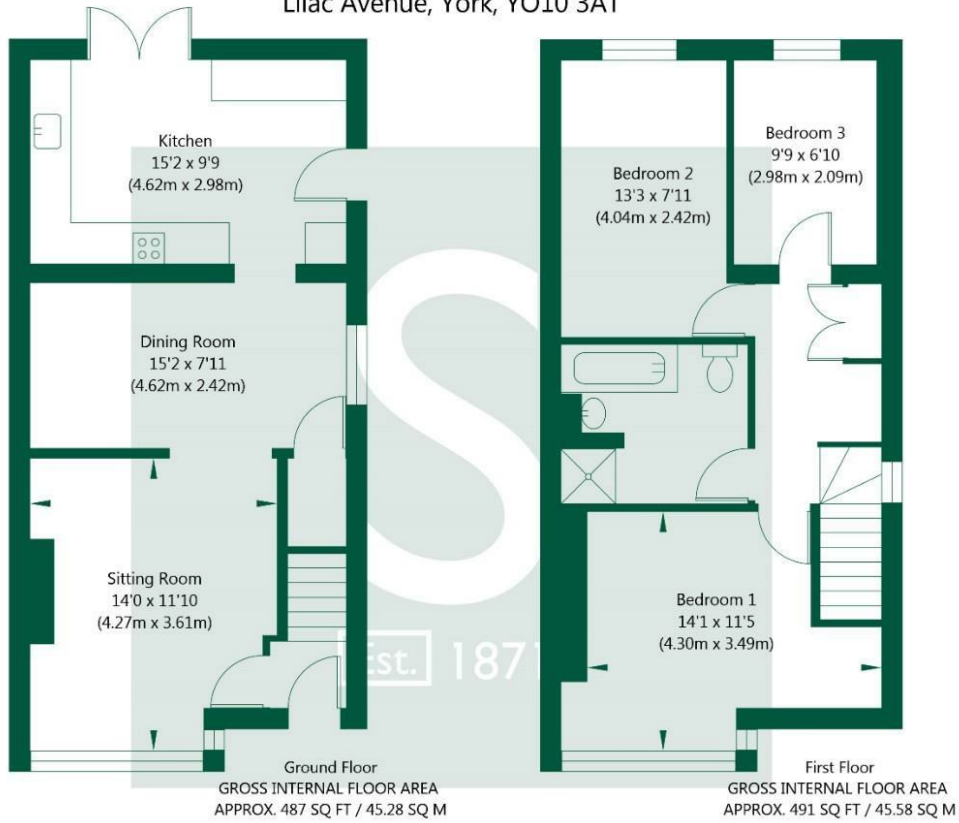 Lilac Avenue, York, YO10 3AT
Kitchen
15'2 x 9'9
(4.62m x 2.98m)
Dining Room
15'2 x 7'11
(4.62m x 2.42m)
Sitting Room
14'0 x 11'10
(4.27m x 3.61m)
Bedroom 2
13'3 x 7'11
(4.04m x 2.42m)
Bedroom 3
9'9 x 6'10
(2.98m x 2.09m)
Bedroom 1
14'1 x 11'5
(4.30m x 3.49m)
S
Est. 1871
Ground Floor
GROSS INTERNAL FLOOR AREA
APPROX. 487 SQ FT / 45.28 SQ M
First Floor
GROSS INTERNAL FLOOR AREA
APPROX. 491 SQ FT / 45.58 SQ M